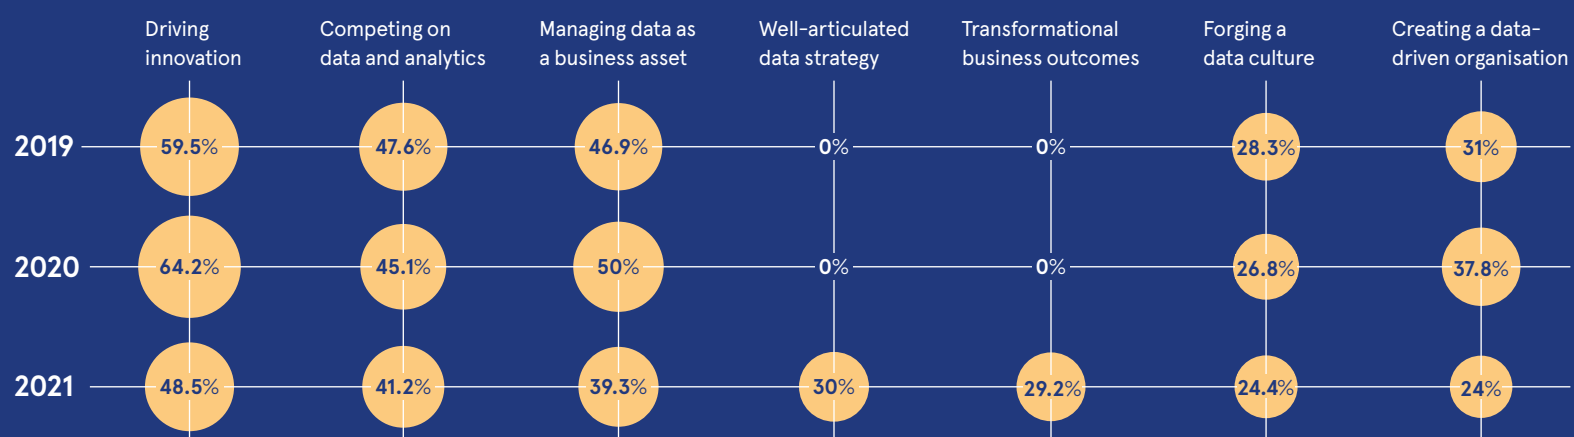 Driving
innovation
Competing on
data and analytics
Managing data as
a business asset
Well-articulated
data strategy
Transformational
business outcomes
Forging a
data culture
Creating a data-
driven organisation
2019 59.5% 47.6% 46.9% 0% 0% 28.3% 31%
2020 64.2% 45.1% 50% 0% 0% 26.8% 37.8%
2021 48.5% 41.2% 39.3% 30% 29.2% 24.4% 24%